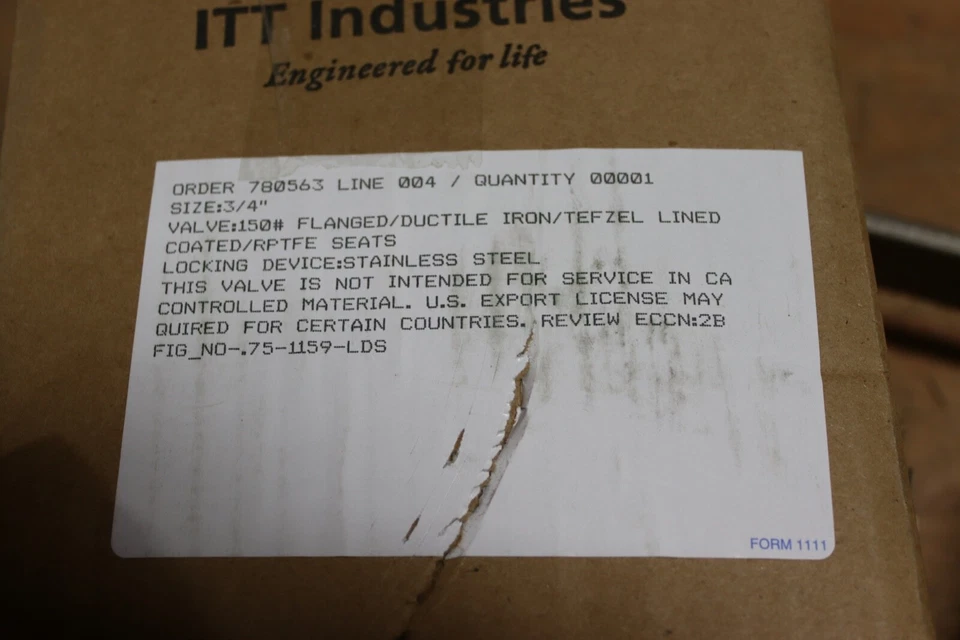 ITT Industries
Engineered for life
ORDER 780563 LINE 004 / QUANTITY 00001
SIZE:3/4"
VALVE:150# FLANGED/DUCTILE IRON/TEFZEL LINED
COATED/RPTFE SEATS
LOCKING DEVICE:STAINLESS STEEL
THIS VALVE IS NOT INTENDED FOR SERVICE IN CA
CONTROLLED MATERIAL. U.S. EXPORT LICENSE MAY
QUIRED FOR CERTAIN COUNTRIES. REVIEW ECCN:2B
FIG_NO-.75-1159-LDS
FORM 1111